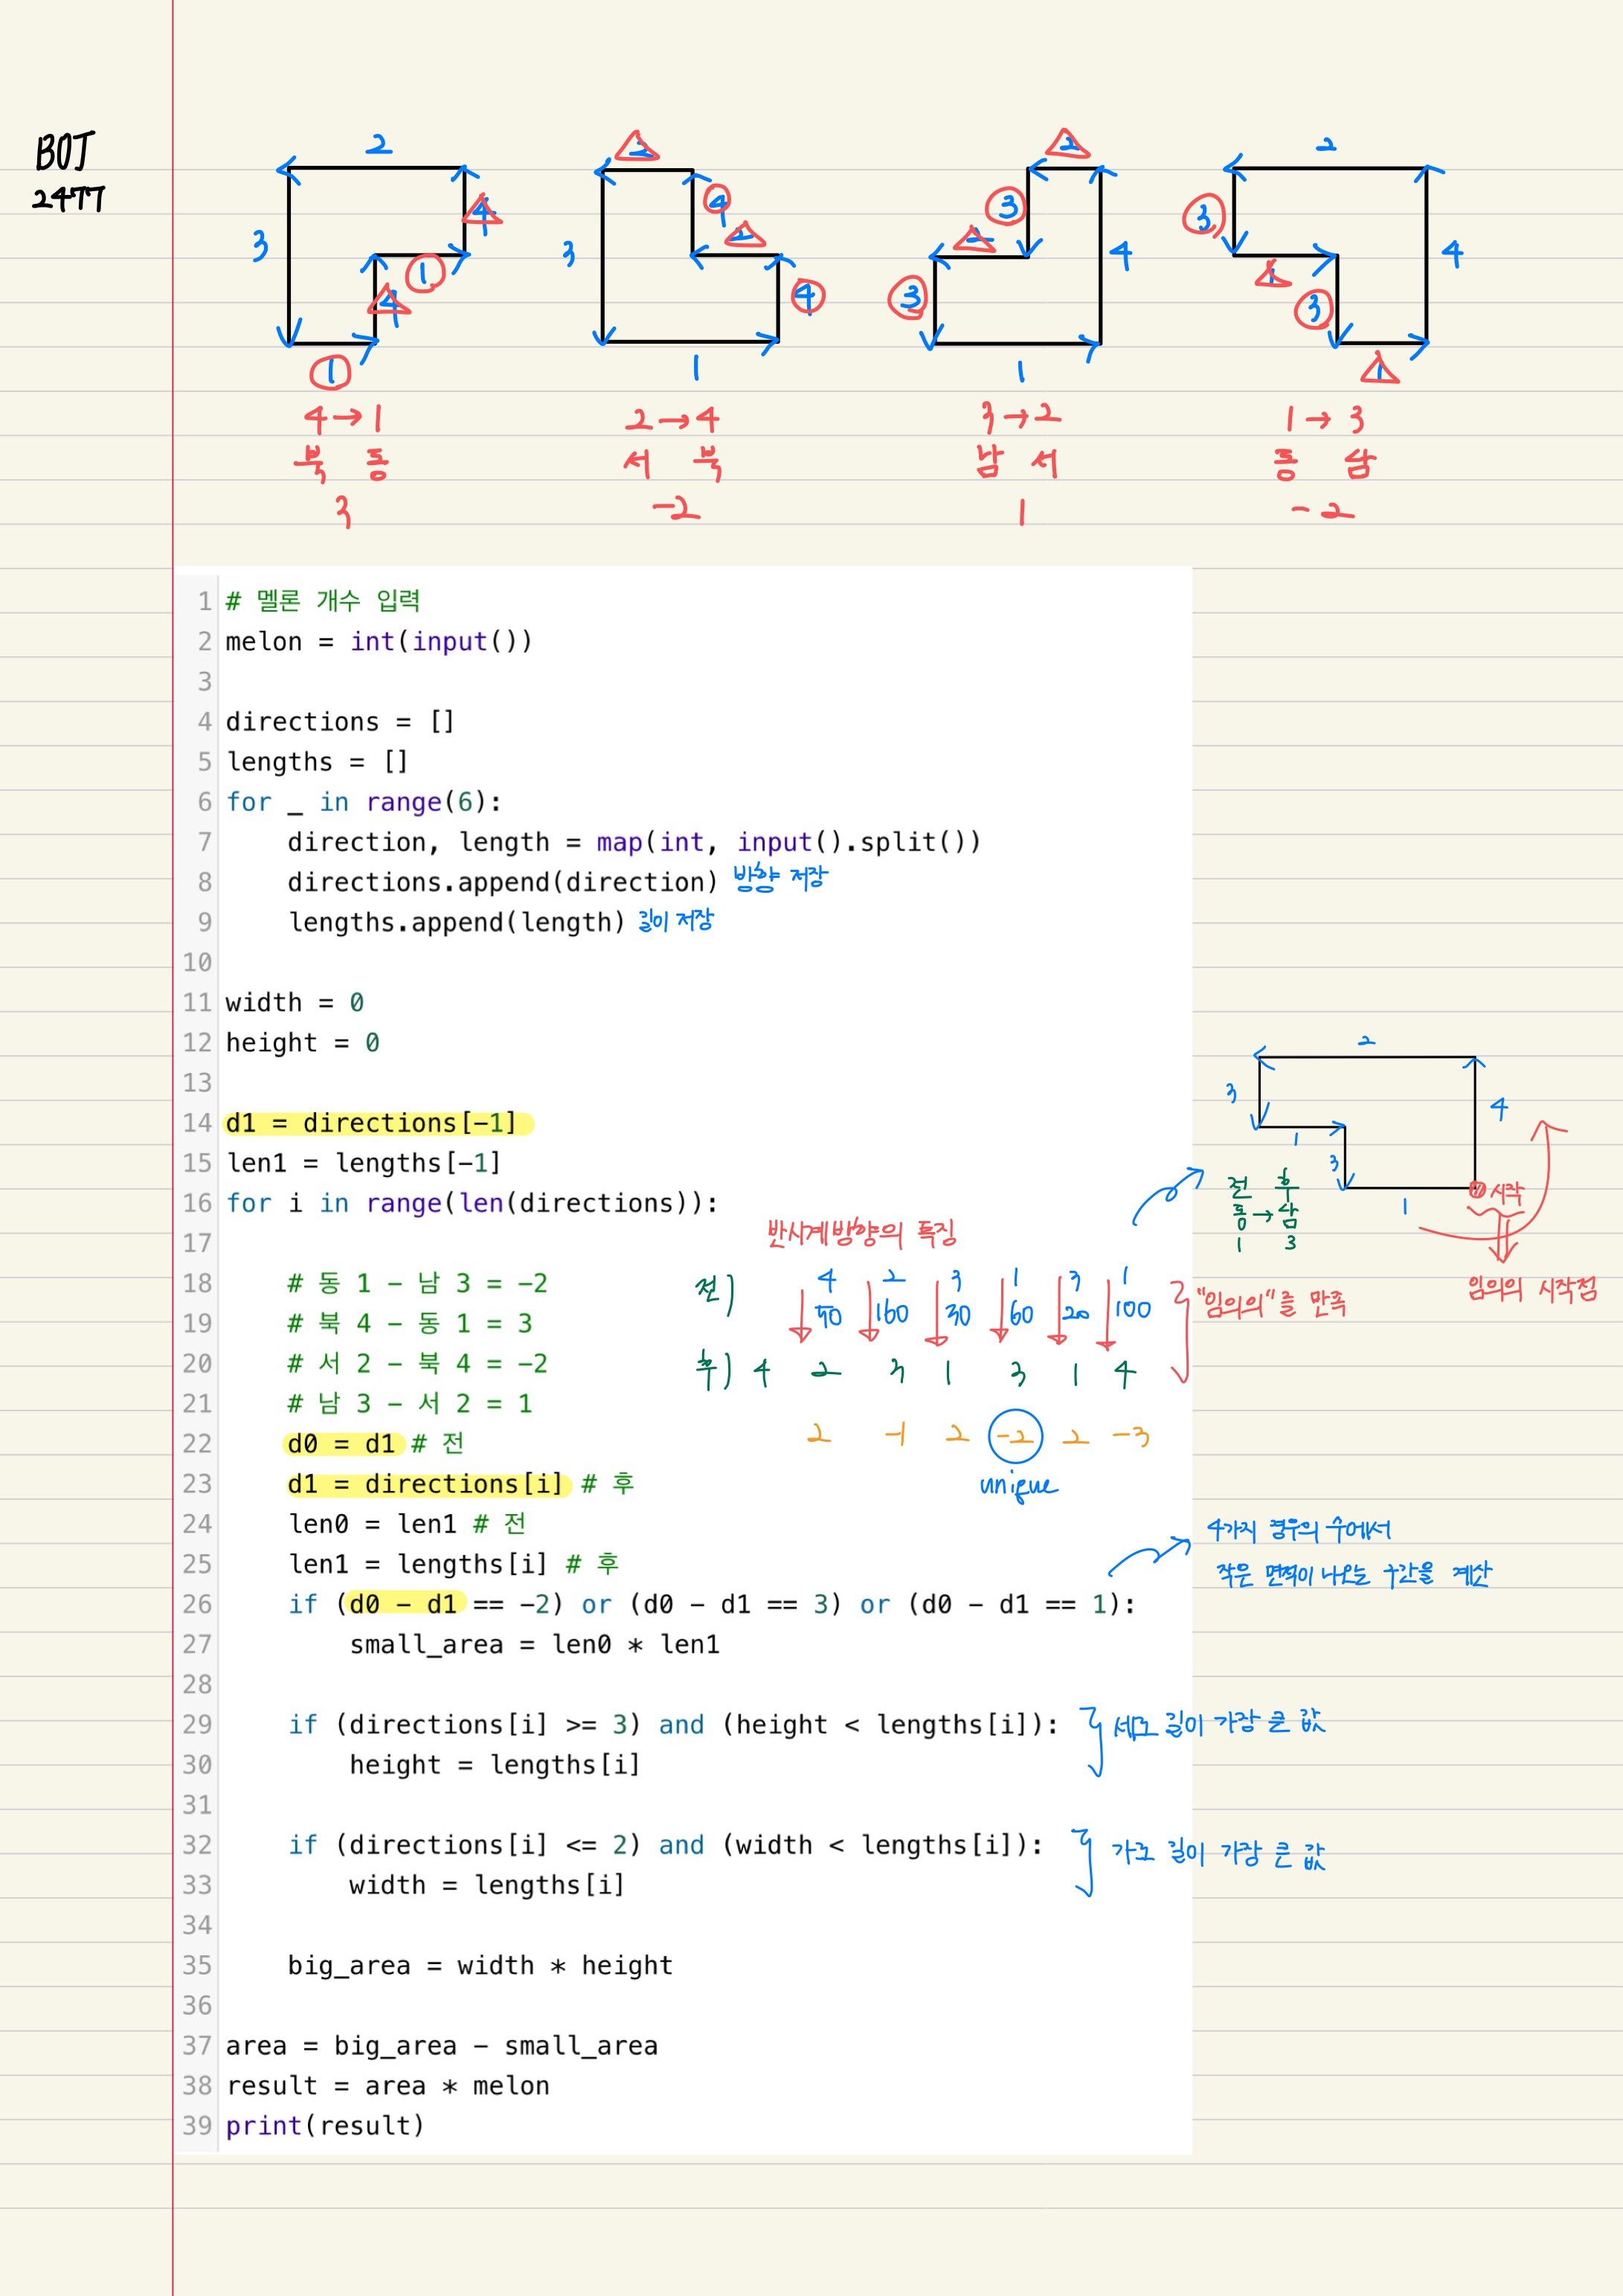 BOJ
2477
2
3
4
1
4
1
4 → 1
북 동
3
2
3
4
2
4
1
2 → 4
서 북
-2
2
3
2
3
4
1
3 → 2
남 서
1
2
3
4
1
3
1
1 → 3
동 남
-2
1 # 멜론 개수 입력
2 melon = int(input())
3
4 directions = []
5 lengths = []
6 for _ in range(6):
7 direction, length = map(int, input().split())
8 directions.append(direction) 방향 저장
9 lengths.append(length) 길이 저장
10
11 width = 0
12 height = 0
13
14 d1 = directions[-1]
15 len1 = lengths[-1]
16 for i in range(len(directions)):
17
18 # 동 1 - 남 3 = -2
19 # 북 4 - 동 1 = 3
20 # 서 2 - 북 4 = -2
21 # 남 3 - 서 2 = 1
22 d0 = d1 # 전
23 d1 = directions[i] # 후
24 len0 = len1 # 전
25 len1 = lengths[i] # 후
26 if (d0 - d1 == -2) or (d0 - d1 == 3) or (d0 - d1 == 1):
27 small_area = len0 * len1
28
29 if (directions[i] >= 3) and (height < lengths[i]):
30 height = lengths[i]
31
32 if (directions[i] <= 2) and (width < lengths[i]):
33 width = lengths[i]
34
35 big_area = width * height
36
37 area = big_area - small_area
38 result = area * melon
39 print(result)
2
3
4
1
3
1
시작
임의의 시작점
전 후
동 → 남
1 3
반시계방향의 특징
전) 4 2 3 1 3 1
50 160 30 60 20 100
후) 4 2 3 1 3 1 4
2 -1 2 -2 2 -3
unique
"임의의"를 만족
4가지 경우의 수에서
작은 면적이 나오는 구간을 계산
세로 길이 가장 큰 값
가로 길이 가장 큰 값